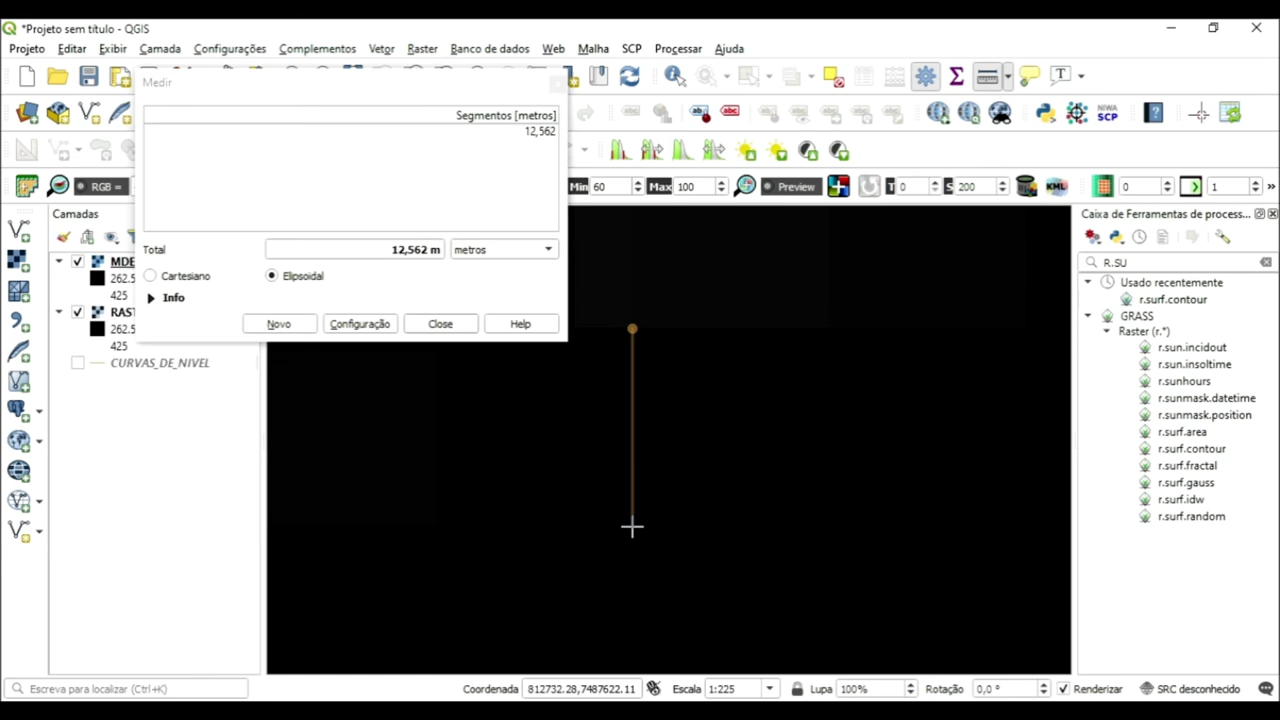 *Projeto sem título - QGIS
Projeto Editar Exibir Camada Configurações Complementos Vetor Raster Banco de dados Web Malha SCP Processar Ajuda
Medir
Segmentos [metros]
12,562
Total 12,562 m metros
Cartesiano Elipsoidal
Info
Novo Configuração Close Help
NIWA
SCP
RGB = Min 60 Max 100 Preview T 0 S 200 KML 0 1 »
Camadas
MDE
262.5
425
RAST
262.5
425
CURVAS_DE_NIVEL
Caixa de Ferramentas de process...
R.SU
Usado recentemente
r.surf.contour
GRASS
Raster (r.*)
r.sun.incidout
r.sun.insoltime
r.sunhours
r.sunmask.datetime
r.sunmask.position
r.surf.area
r.surf.contour
r.surf.fractal
r.surf.gauss
r.surf.idw
r.surf.random
Escreva para localizar (Ctrl+K) Coordenada 812732.28,7487622.11 Escala 1:225 Lupa 100% Rotação 0,0 ° Renderizar SRC desconhecido